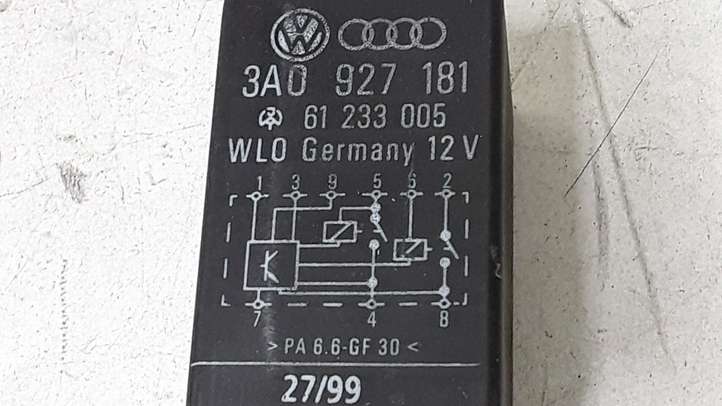 3A0 927 181
61 233 005
WLO Germany 12 V
1 3 9 5 6 2
7 4 8
> PA 6.6-GF 30 <
27/99